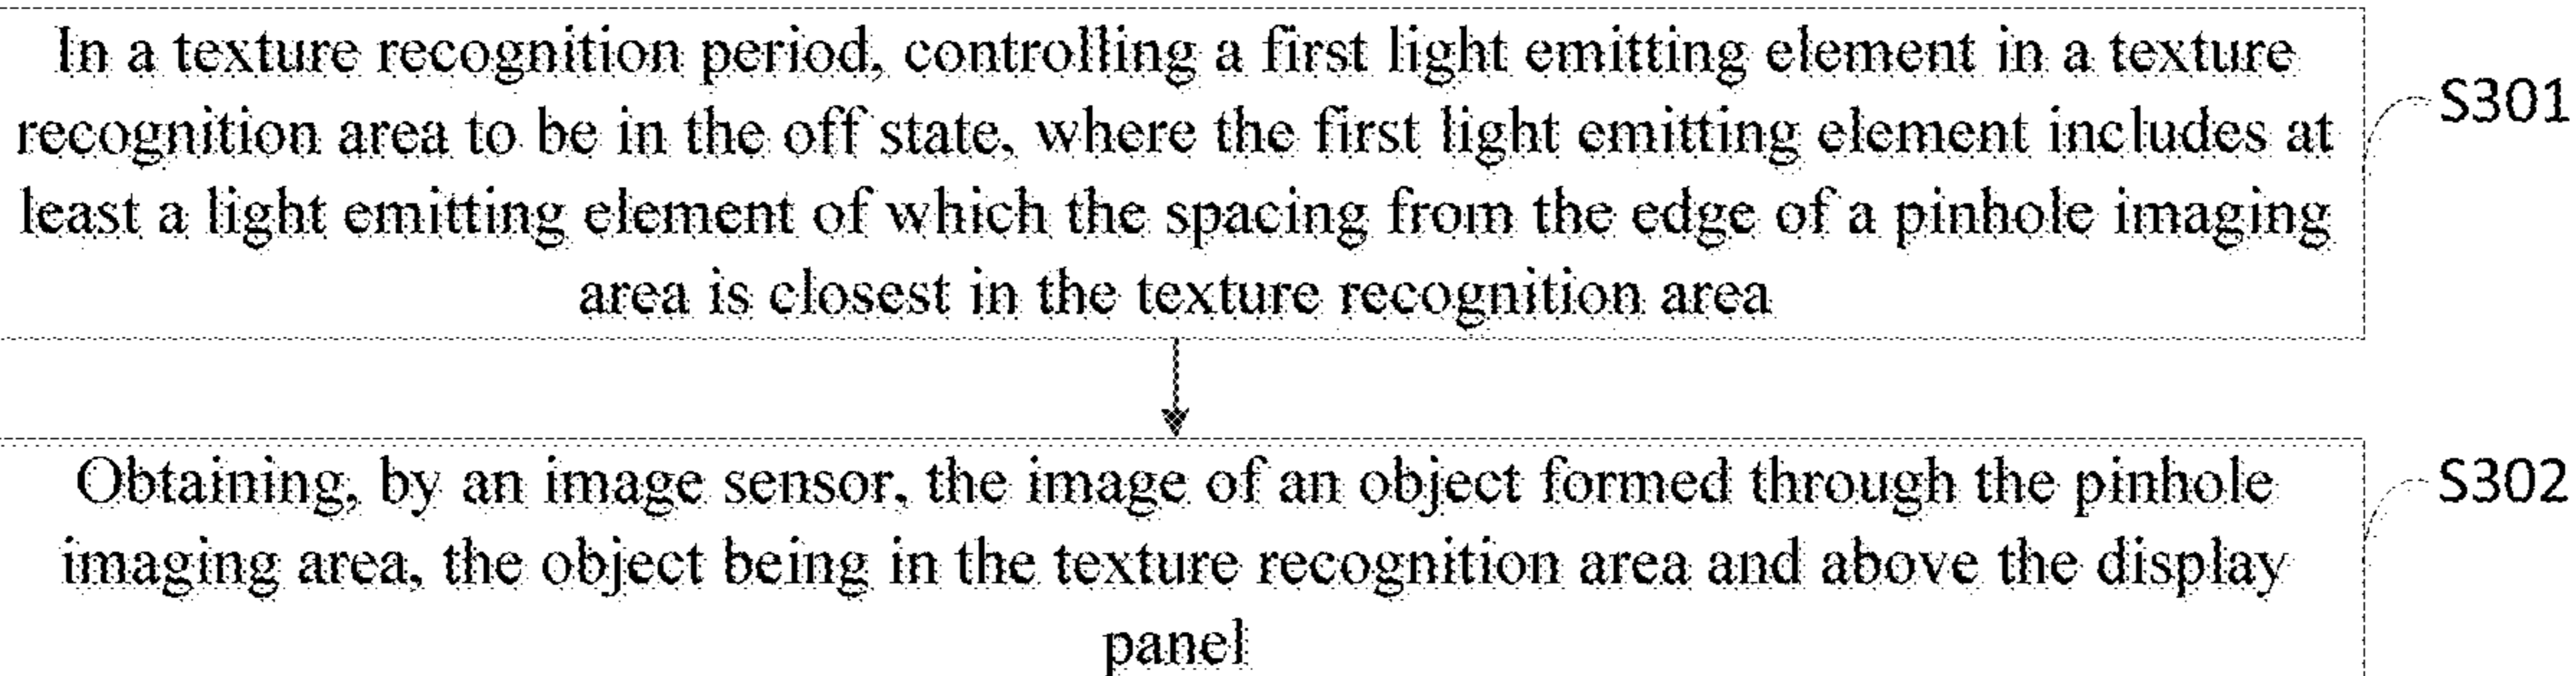 In a texture recognition period, controlling a first light emitting element in a texture
recognition area to be in the off state, where the first light emitting element includes at
least a light emitting element of which the spacing from the edge of a pinhole imaging
area is closest in the texture recognition area
S301
Obtaining, by an image sensor, the image of an object formed through the pinhole
imaging area, the object being in the texture recognition area and above the display
panel
S302